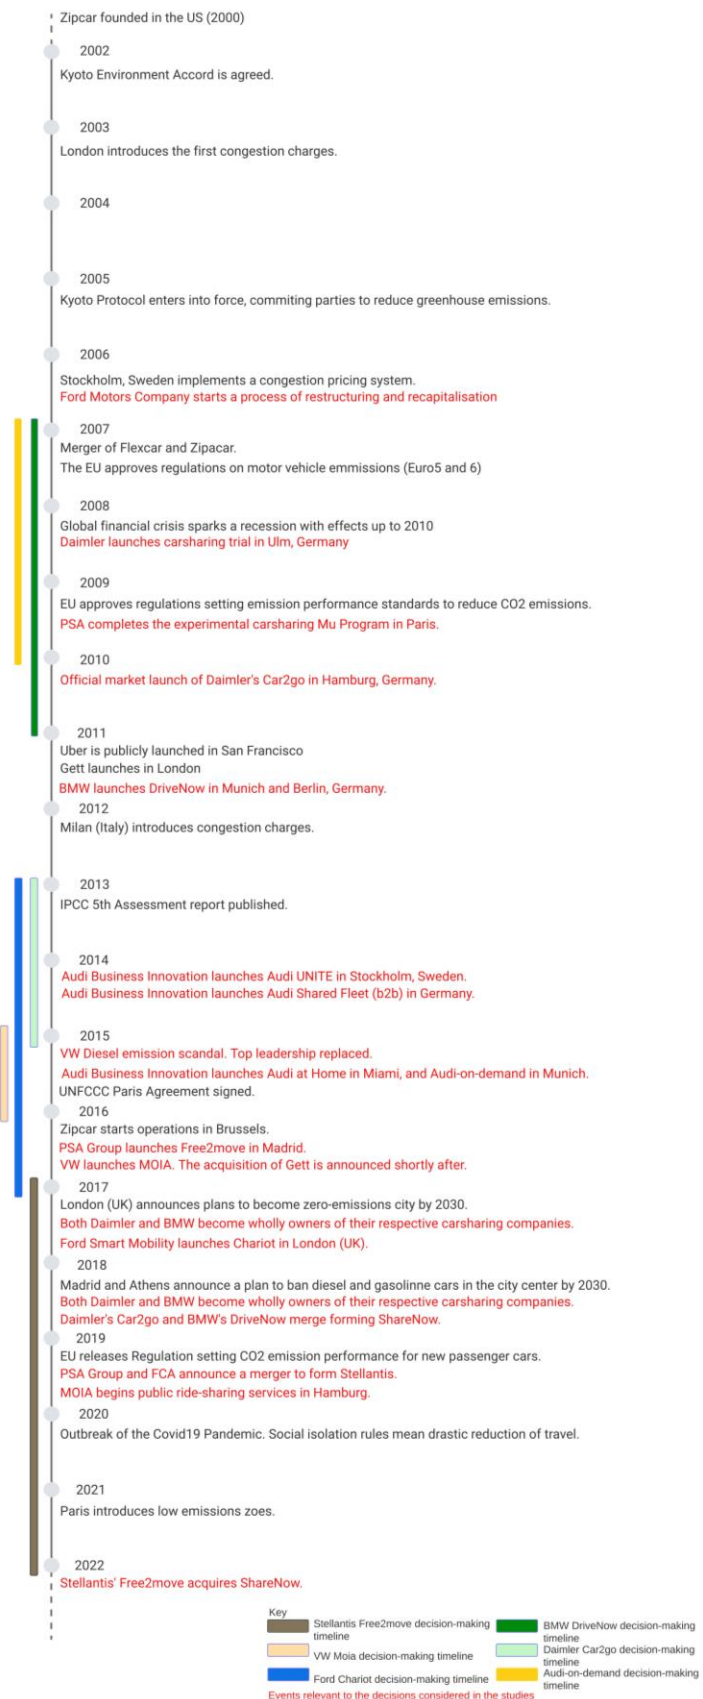 Zipcar founded in the US (2000)
2002
Kyoto Environment Accord is agreed.
2003
London introduces the first congestion charges.
2004
2005
Kyoto Protocol enters into force, commiting parties to reduce greenhouse emissions.
2006
Stockholm, Sweden implements a congestion pricing system.
Ford Motors Company starts a process of restructuring and recapitalisation
2007
Merger of Flexcar and Zipacar.
The EU approves regulations on motor vehicle emmissions (Euro5 and 6)
2008
Global financial crisis sparks a recession with effects up to 2010
Daimler launches carsharing trial in Ulm, Germany
2009
EU approves regulations setting emission performance standards to reduce CO2 emissions.
PSA completes the experimental carsharing Mu Program in Paris.
2010
Official market launch of Daimler's Car2go in Hamburg, Germany.
2011
Uber is publicly launched in San Francisco
Gett launches in London
BMW launches DriveNow in Munich and Berlin, Germany.
2012
Milan (Italy) introduces congestion charges.
2013
IPCC 5th Assessment report published.
2014
Audi Business Innovation launches Audi UNITE in Stockholm, Sweden.
Audi Business Innovation launches Audi Shared Fleet (b2b) in Germany.
2015
VW Diesel emission scandal. Top leadership replaced.
Audi Business Innovation launches Audi at Home in Miami, and Audi-on-demand in Munich.
UNFCCC Paris Agreement signed.
2016
Zipcar starts operations in Brussels.
PSA Group launches Free2move in Madrid.
VW launches MOIA. The acquisition of Gett is announced shortly after.
2017
London (UK) announces plans to become zero-emissions city by 2030.
Both Daimler and BMW become wholly owners of their respective carsharing companies.
Ford Smart Mobility launches Chariot in London (UK).
2018
Madrid and Athens announce a plan to ban diesel and gasolinne cars in the city center by 2030.
Both Daimler and BMW become wholly owners of their respective carsharing companies.
Daimler's Car2go and BMW's DriveNow merge forming ShareNow.
2019
EU releases Regulation setting CO2 emission performance for new passenger cars.
PSA Group and FCA announce a merger to form Stellantis.
MOIA begins public ride-sharing services in Hamburg.
2020
Outbreak of the Covid19 Pandemic. Social isolation rules mean drastic reduction of travel.
2021
Paris introduces low emissions zoes.
2022
Stellantis' Free2move acquires ShareNow.
Key
Stellantis Free2move decision-making
timeline
VW Moia decision-making timeline
Ford Chariot decision-making timeline
BMW DriveNow decision-making
timeline
Daimler Car2go decision-making
timeline
Audi-on-demand decision-making
timeline
Events relevant to the decisions considered in the studies